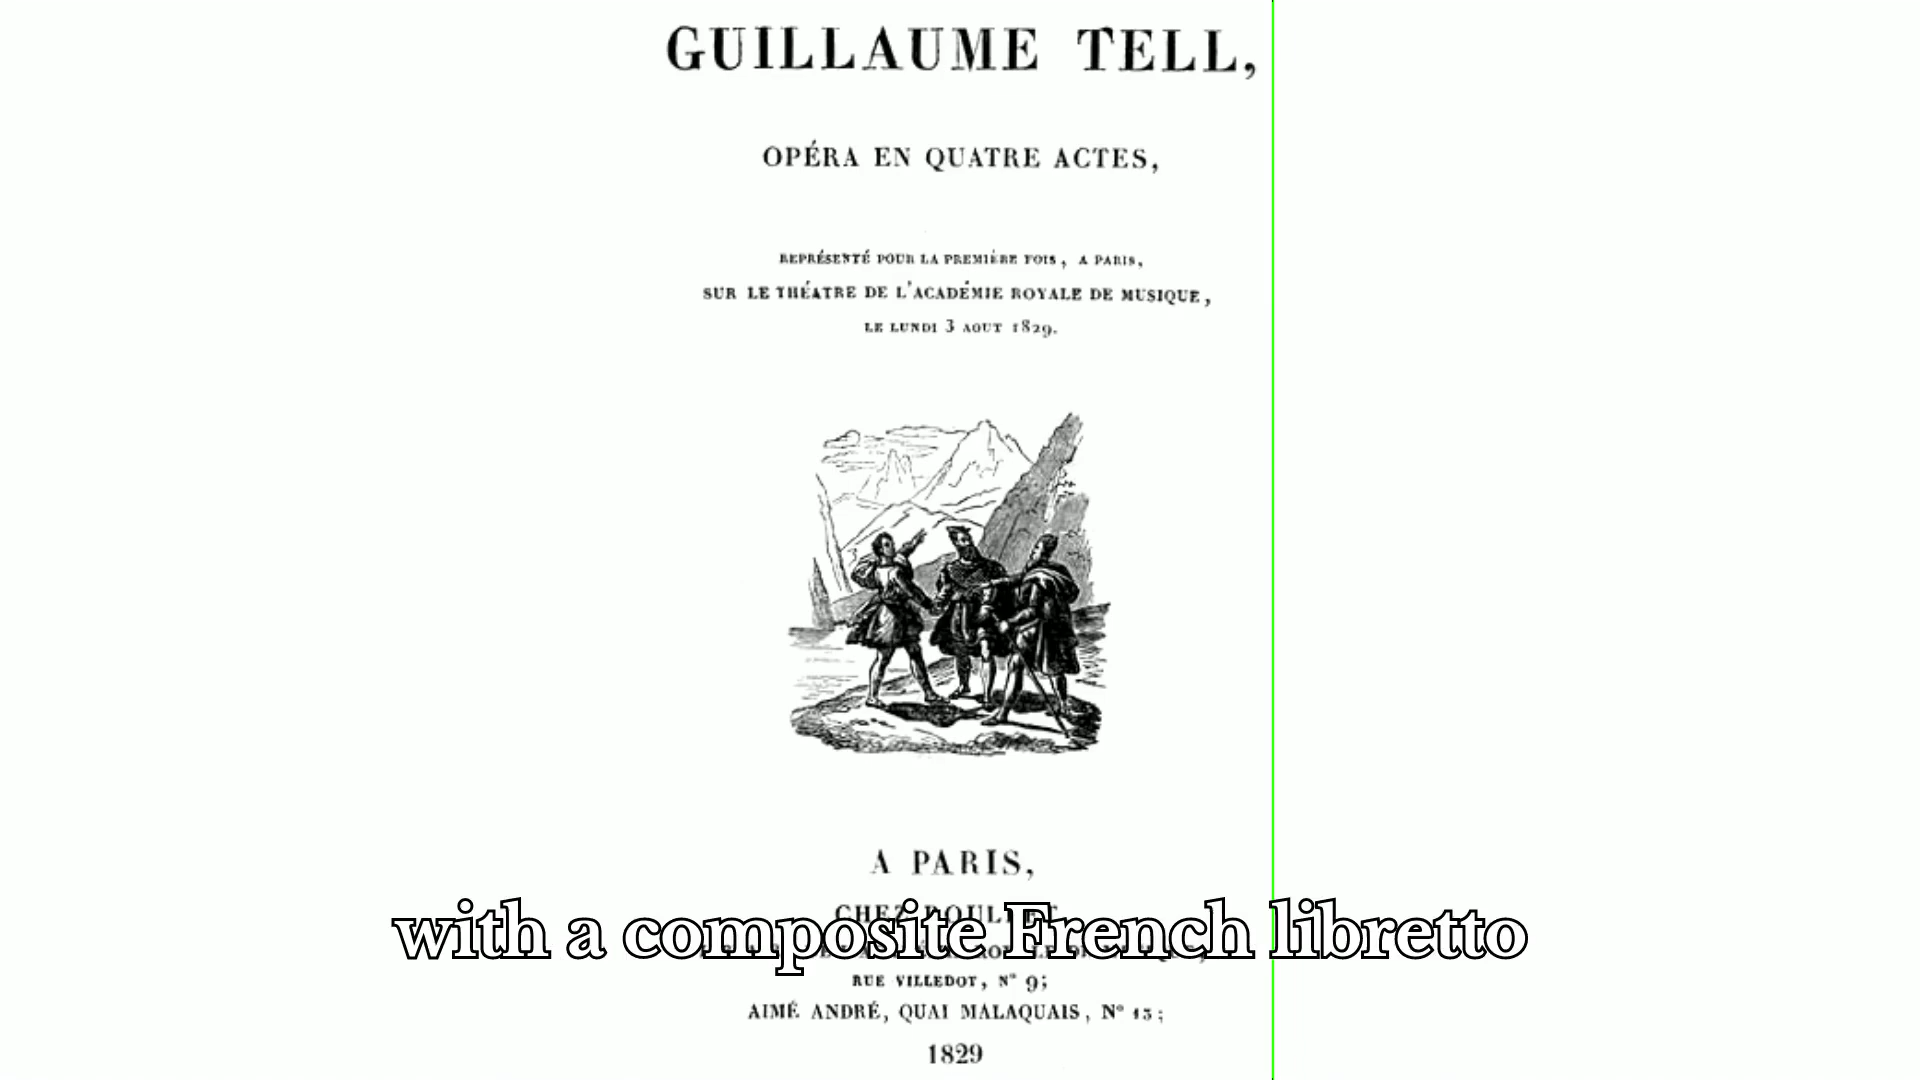 GUILLAUME TELL,
OPÉRA EN QUATRE ACTES,
REPRÉSENTÉ POUR LA PREMIÈRE FOIS, A PARIS,
SUR LE THÉATRE DE L'ACADÉMIE ROYALE DE MUSIQUE,
LE LUNDI 3 AOUT 1829.
A PARIS,
CHEZ
with a composite French libretto
RUE VILLEDOT, N° 9;
AIMÉ ANDRÉ, QUAI MALAQUAIS, N° 13;
1829